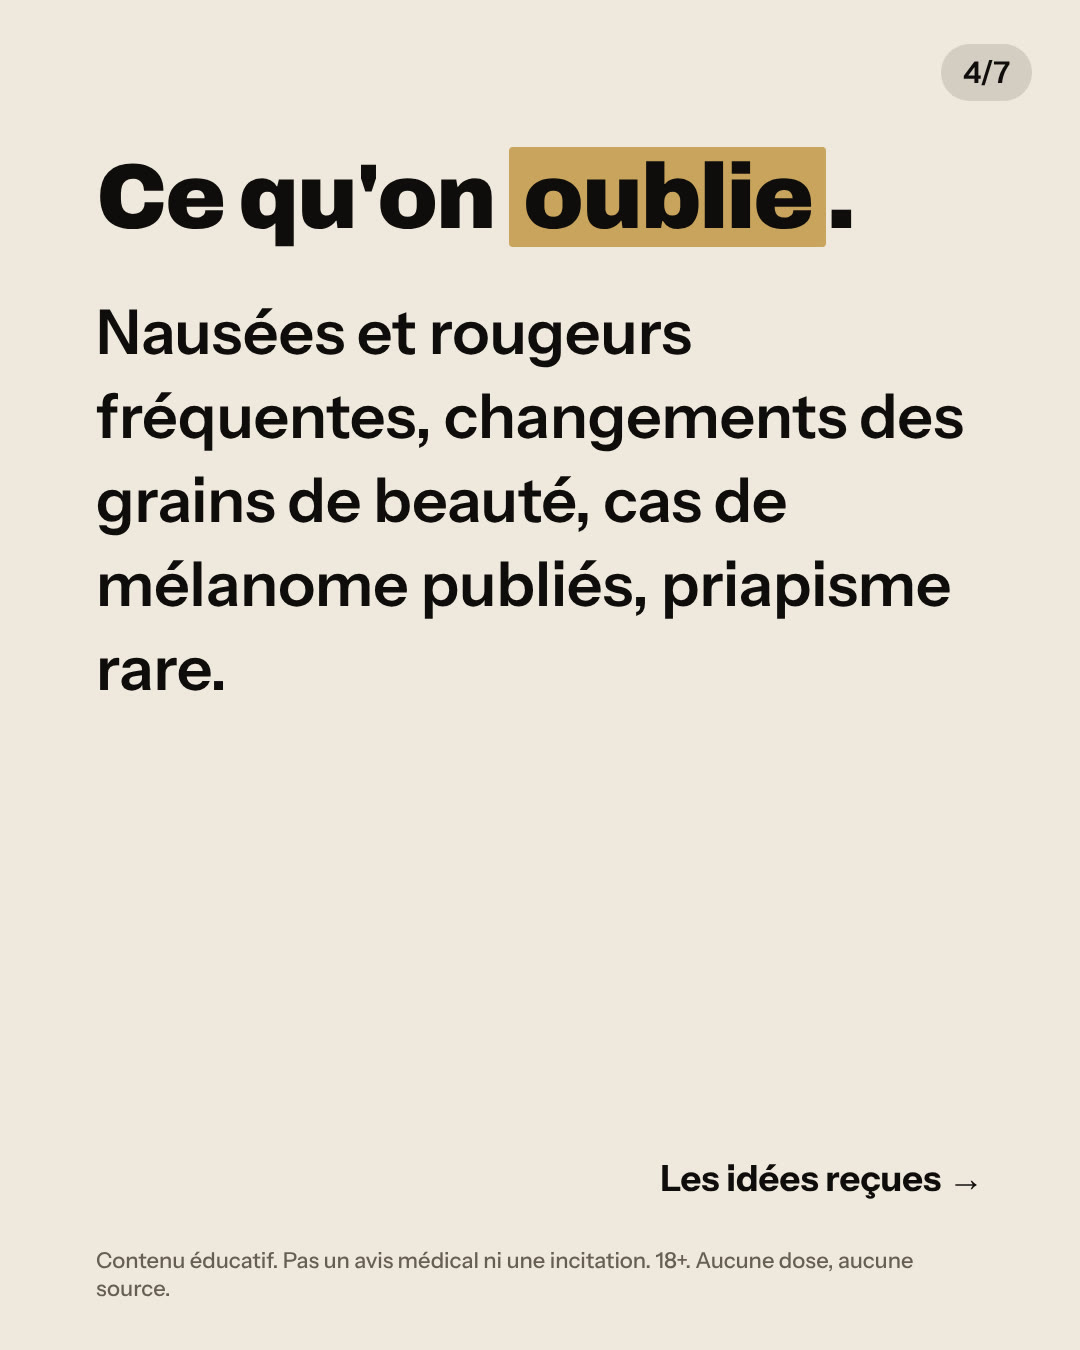 4/7
Ce qu'on oublie.
Nausées et rougeurs
fréquentes, changements des
grains de beauté, cas de
mélanome publiés, priapisme
rare.
Les idées reçues →
Contenu éducatif. Pas un avis médical ni une incitation. 18+. Aucune dose, aucune
source.